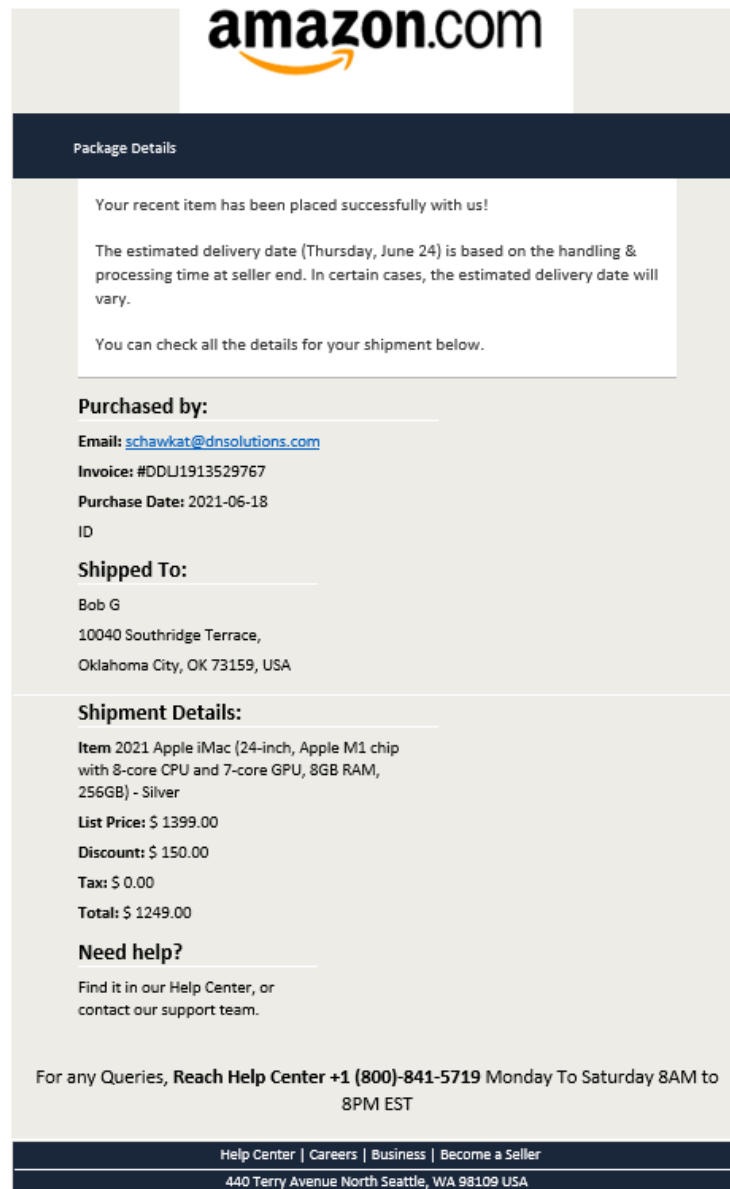 amazon.com
Package Details
Your recent item has been placed successfully with us!
The estimated delivery date (Thursday, June 24) is based on the handling &
processing time at seller end. In certain cases, the estimated delivery date will
vary.
You can check all the details for your shipment below.
Purchased by:
Email: schawkat@dnsolutions.com
Invoice: #DDLJ1913529767
Purchase Date: 2021-06-18
ID
Shipped To:
Bob G
10040 Southridge Terrace,
Oklahoma City, OK 73159, USA
Shipment Details:
Item 2021 Apple iMac (24-inch, Apple M1 chip
with 8-core CPU and 7-core GPU, 8GB RAM,
256GB) - Silver
List Price: $ 1399.00
Discount: $ 150.00
Tax: $ 0.00
Total: $ 1249.00
Need help?
Find it in our Help Center, or
contact our support team.
For any Queries, Reach Help Center +1 (800)-841-5719 Monday To Saturday 8AM to
8PM EST
Help Center | Careers | Business | Become a Seller
440 Terry Avenue North Seattle, WA 98109 USA